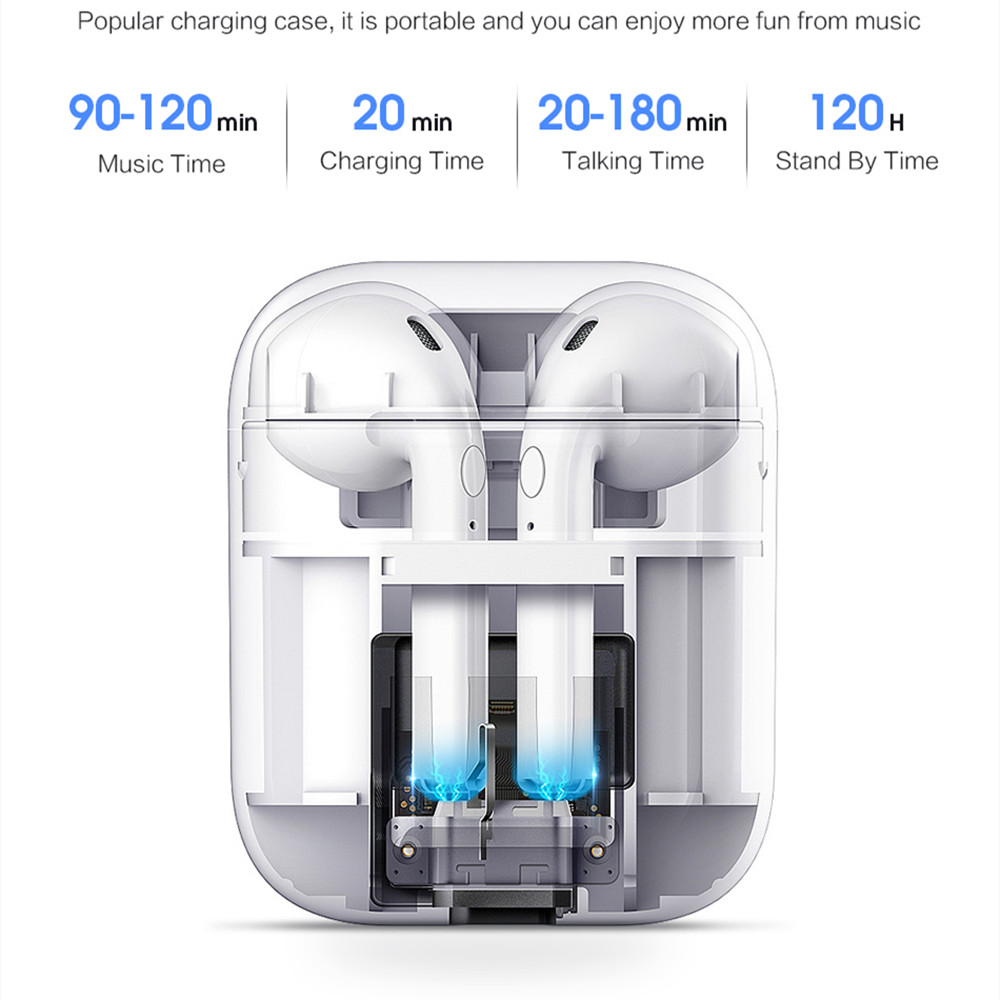 Popular charging case, it is portable and you can enjoy more fun from music
90-120 min
Music Time
20 min
Charging Time
20-180 min
Talking Time
120 H
Stand By Time